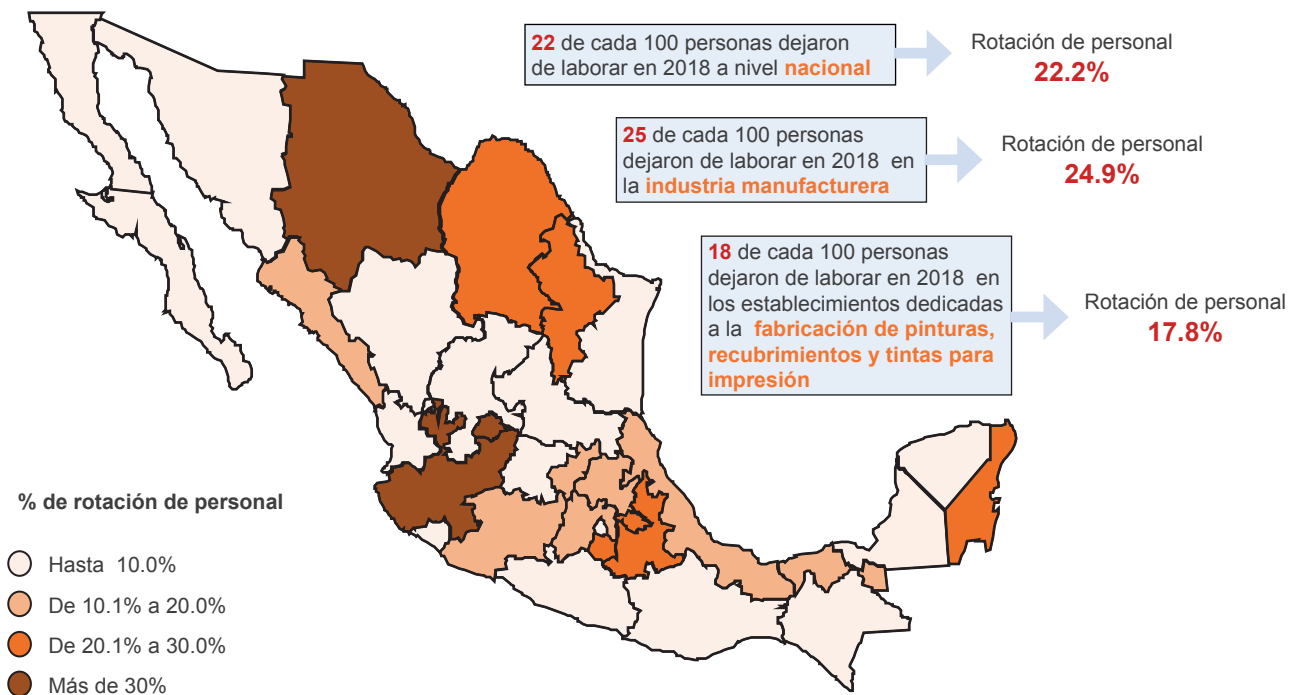 22 de cada 100 personas dejaron
de laborar en 2018 a nivel nacional
Rotación de personal
22.2%
25 de cada 100 personas
dejaron de laborar en 2018 en
la industria manufacturera
Rotación de personal
24.9%
18 de cada 100 personas
dejaron de laborar en 2018 en
los establecimientos dedicadas
a la fabricación de pinturas,
recubrimientos y tintas para
impresión
Rotación de personal
17.8%
% de rotación de personal
Hasta 10.0%
De 10.1% a 20.0%
De 20.1% a 30.0%
Más de 30%